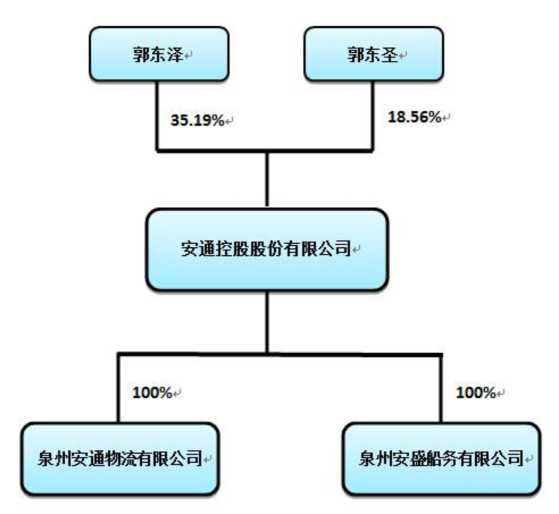 郭东泽
郭东圣
35.19%
18.56%
安通控股股份有限公司
100%
100%
泉州安通物流有限公司
泉州安盛船务有限公司